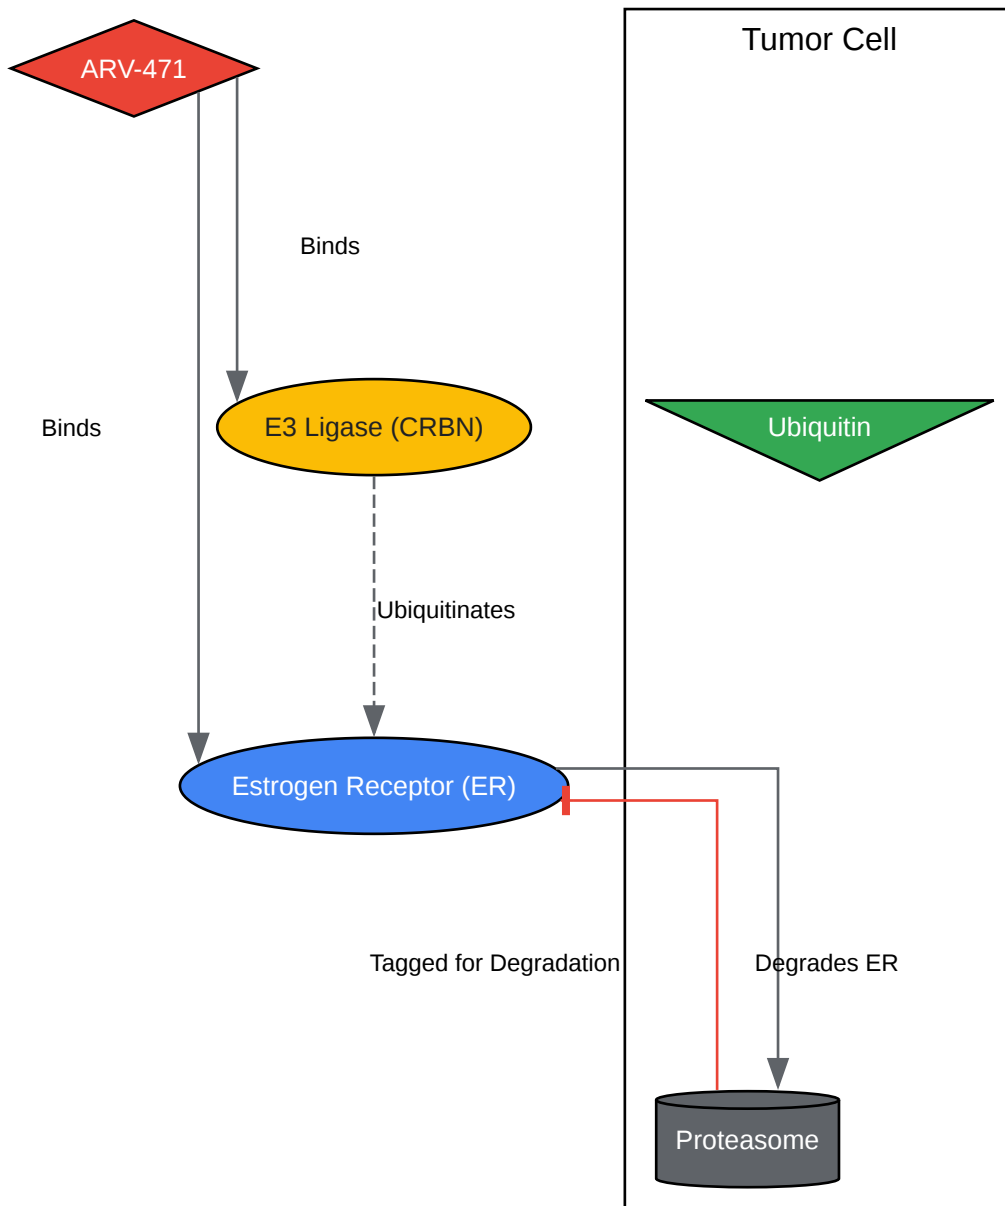 Tumor Cell
ARV-471
Binds
Binds
E3 Ligase (CRBN)
Ubiquitin
Ubiquitinates
Estrogen Receptor (ER)
Tagged for Degradation
Degrades ER
Proteasome